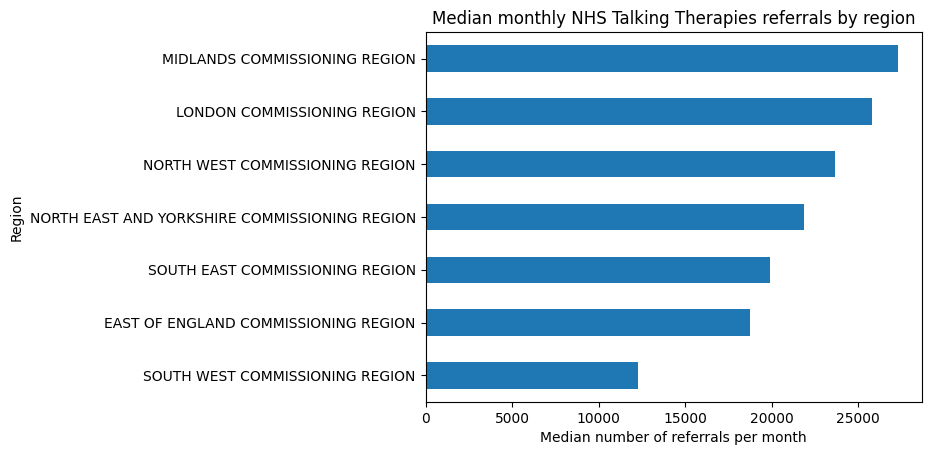 Median monthly NHS Talking Therapies referrals by region
MIDLANDS COMMISSIONING REGION
LONDON COMMISSIONING REGION
NORTH WEST COMMISSIONING REGION
NORTH EAST AND YORKSHIRE COMMISSIONING REGION
SOUTH EAST COMMISSIONING REGION
EAST OF ENGLAND COMMISSIONING REGION
SOUTH WEST COMMISSIONING REGION
Region
0 5000 10000 15000 20000 25000
Median number of referrals per month